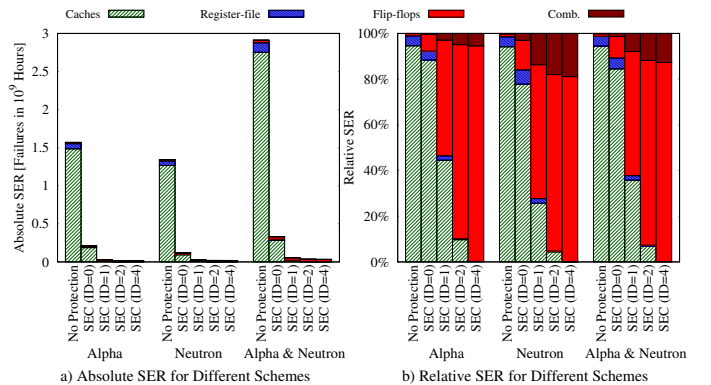 Caches Register-file Flip-flops Comb.
Absolute SER [Failures in 10^9 Hours]
3
2.5
2
1.5
1
0.5
0
No Protection
SEC (ID=0)
SEC (ID=1)
SEC (ID=2)
SEC (ID=4)
No Protection
SEC (ID=0)
SEC (ID=1)
SEC (ID=2)
SEC (ID=4)
No Protection
SEC (ID=0)
SEC (ID=1)
SEC (ID=2)
SEC (ID=4)
Alpha Neutron Alpha & Neutron
a) Absolute SER for Different Schemes
Relative SER
100%
80%
60%
40%
20%
0%
No Protection
SEC (ID=0)
SEC (ID=1)
SEC (ID=2)
SEC (ID=4)
No Protection
SEC (ID=0)
SEC (ID=1)
SEC (ID=2)
SEC (ID=4)
No Protection
SEC (ID=0)
SEC (ID=1)
SEC (ID=2)
SEC (ID=4)
Alpha Neutron Alpha & Neutron
b) Relative SER for Different Schemes